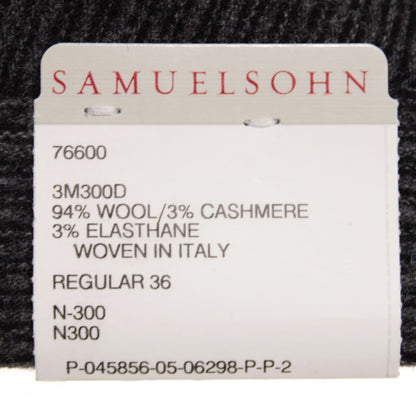 SAMUELSOHN
76600
3M300D
94% WOOL/3% CASHMERE
3% ELASTHANE
WOVEN IN ITALY
REGULAR 36
N-300
N300
P-045856-05-06298-P-P-2